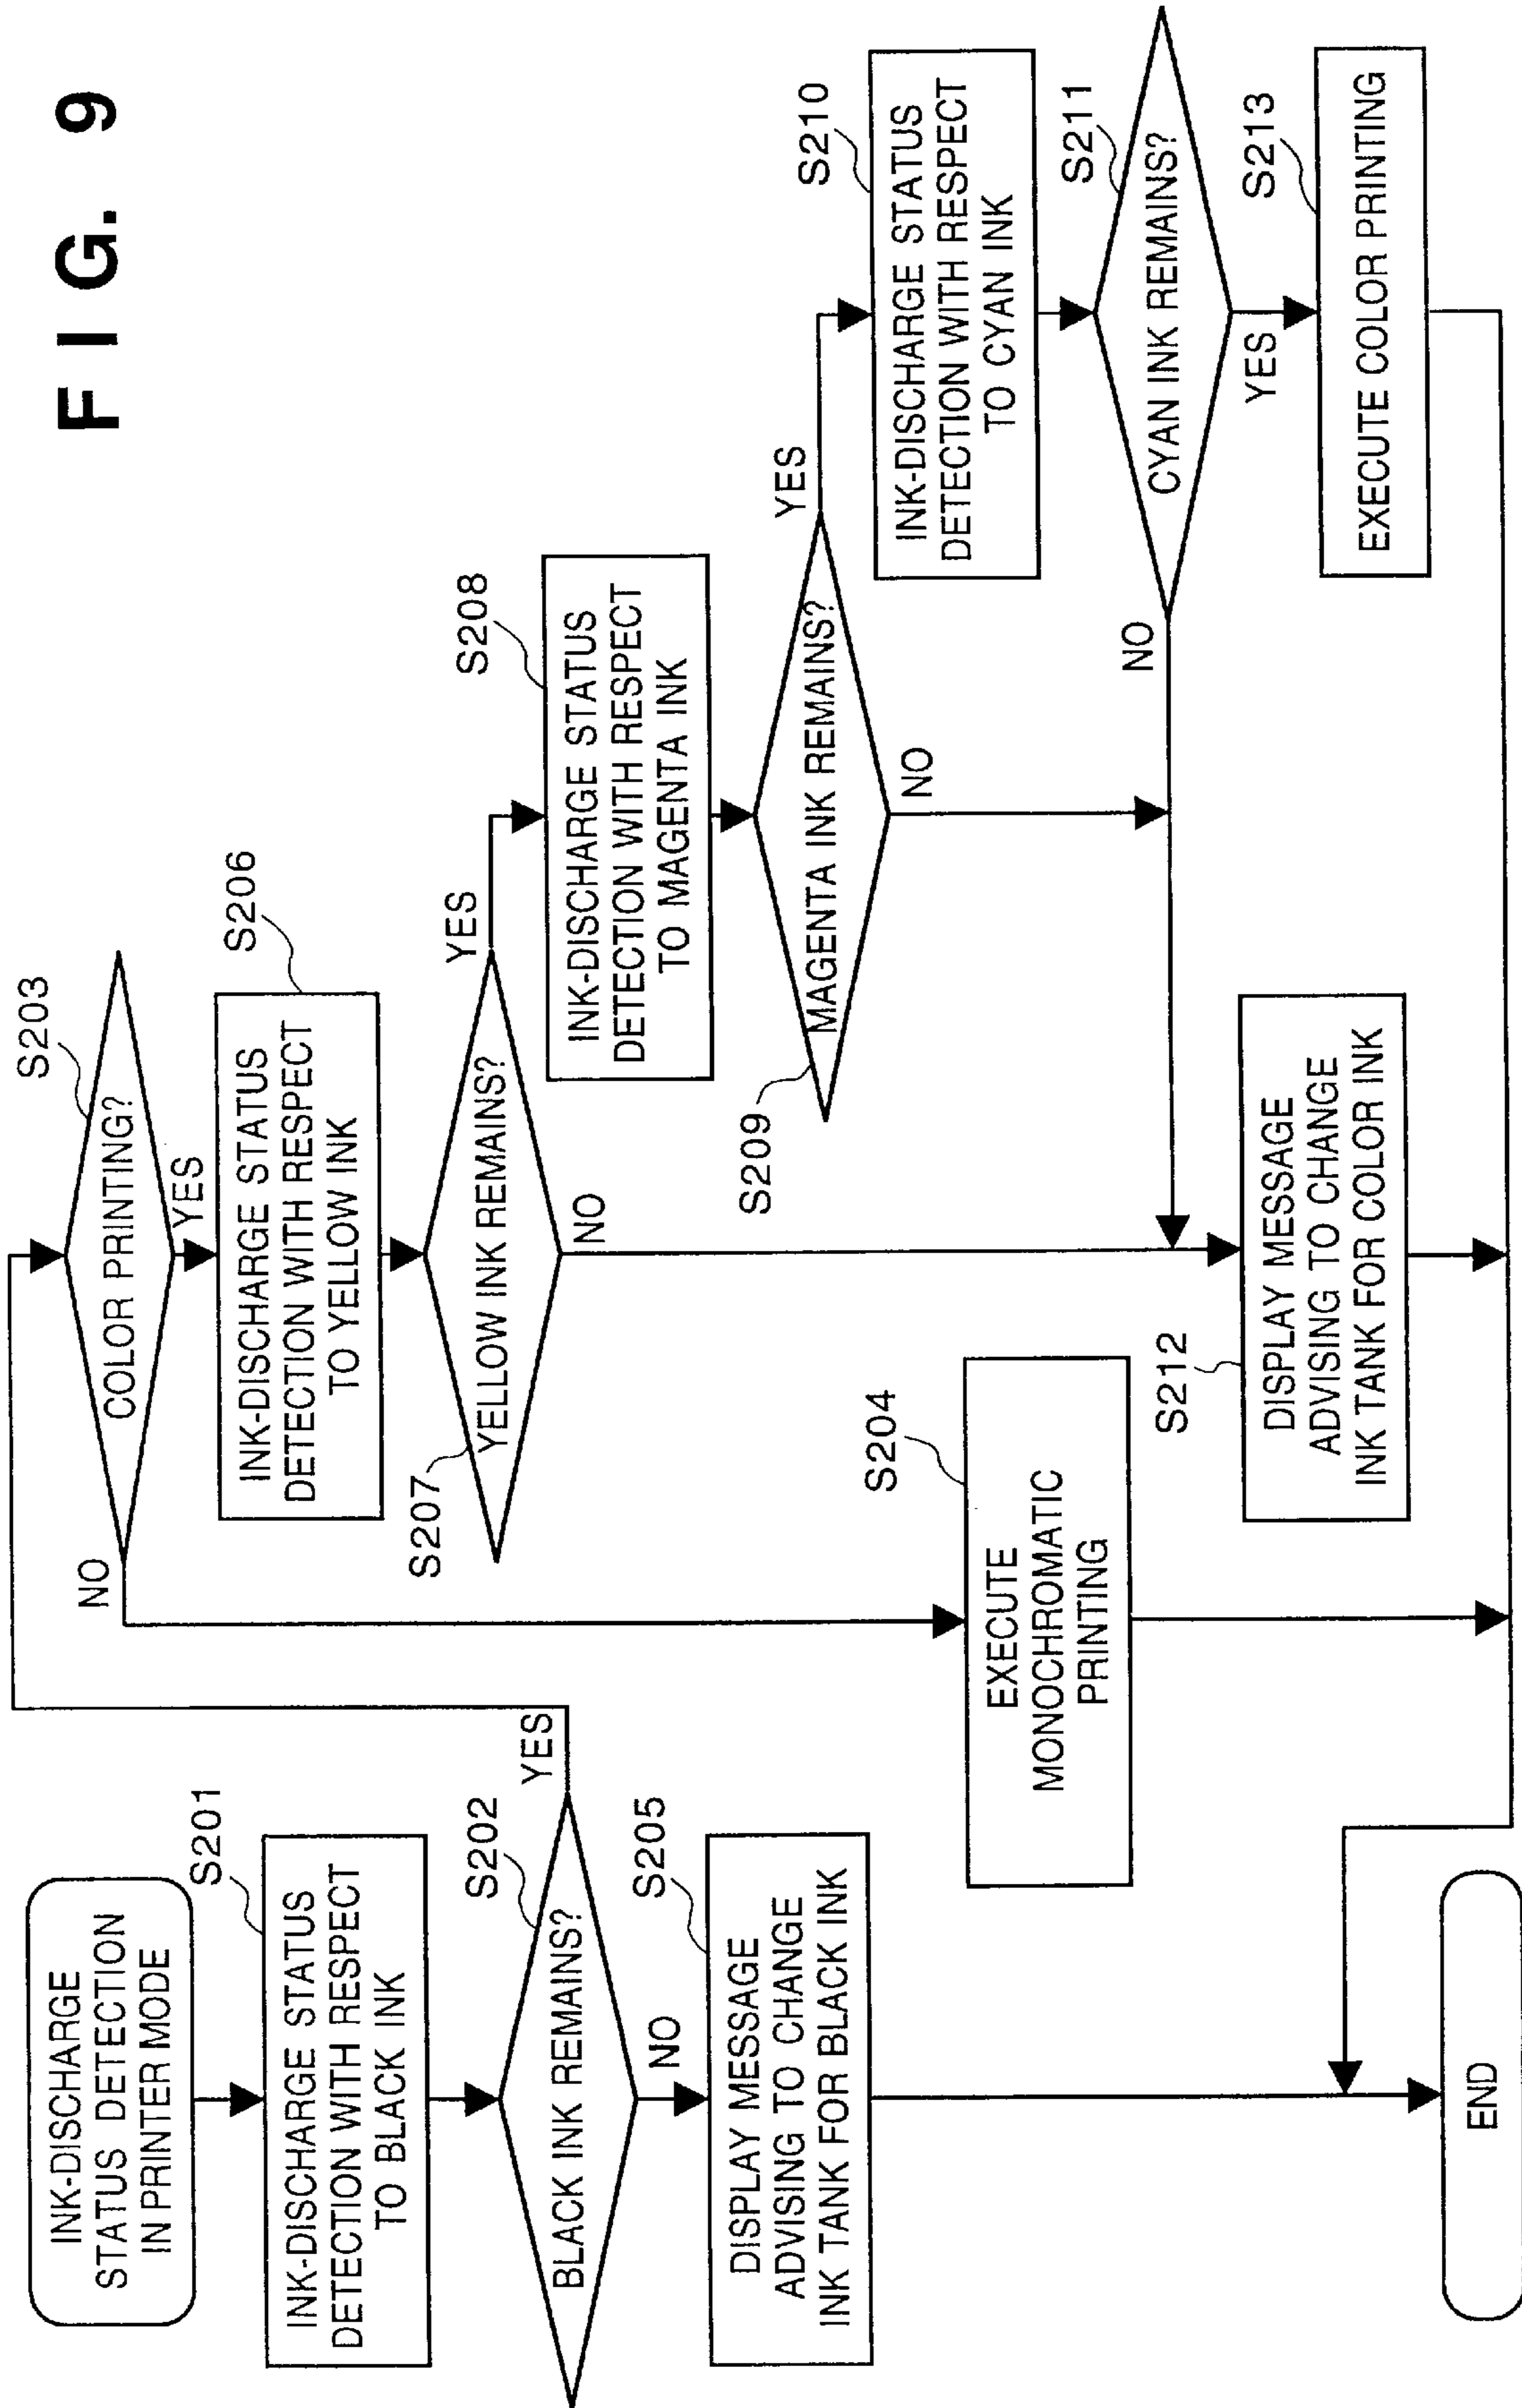 FIG. 9
INK-DISCHARGE
STATUS DETECTION
IN PRINTER MODE
S201
INK-DISCHARGE STATUS
DETECTION WITH RESPECT
TO BLACK INK
S202
BLACK INK REMAINS?
YES
NO
S205
DISPLAY MESSAGE
ADVISING TO CHANGE
INK TANK FOR BLACK INK
END
S203
COLOR PRINTING?
NO
YES
S204
EXECUTE
MONOCHROMATIC
PRINTING
S206
INK-DISCHARGE STATUS
DETECTION WITH RESPECT
TO YELLOW INK
S207
YELLOW INK REMAINS?
YES
NO
S208
INK-DISCHARGE STATUS
DETECTION WITH RESPECT
TO MAGENTA INK
S209
MAGENTA INK REMAINS?
YES
NO
S210
INK-DISCHARGE STATUS
DETECTION WITH RESPECT
TO CYAN INK
S211
CYAN INK REMAINS?
NO
YES
S212
DISPLAY MESSAGE
ADVISING TO CHANGE
INK TANK FOR COLOR INK
S213
EXECUTE COLOR PRINTING